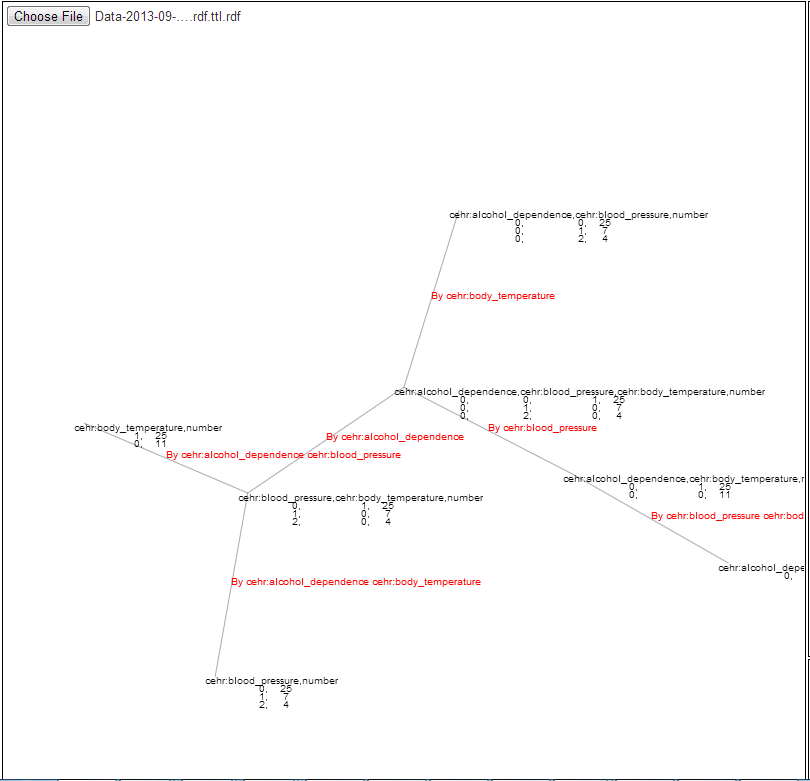 Choose File Data-2013-09-....rdf.ttl.rdf
cehr:alcohol_dependence,cehr:blood_pressure,number
0, 0, 25
0, 1, 7
0, 2, 4
By cehr:body_temperature
cehr:alcohol_dependence,cehr:blood_pressure,cehr:body_temperature,number
0, 0, 1, 25
0, 1, 0, 7
0, 2, 0, 4
cehr:body_temperature,number
1, 25
0, 11
By cehr:alcohol_dependence
By cehr:blood_pressure
By cehr:alcohol_dependence cehr:blood_pressure
cehr:alcohol_dependence,cehr:body_temperature,r
0, 1, 25
0, 0, 11
cehr:blood_pressure,cehr:body_temperature,number
0, 1, 25
1, 0, 7
2, 0, 4
By cehr:blood_pressure cehr:bod
cehr:alcohol_depe
0,
By cehr:alcohol_dependence cehr:body_temperature
cehr:blood_pressure,number
0, 25
1, 7
2, 4